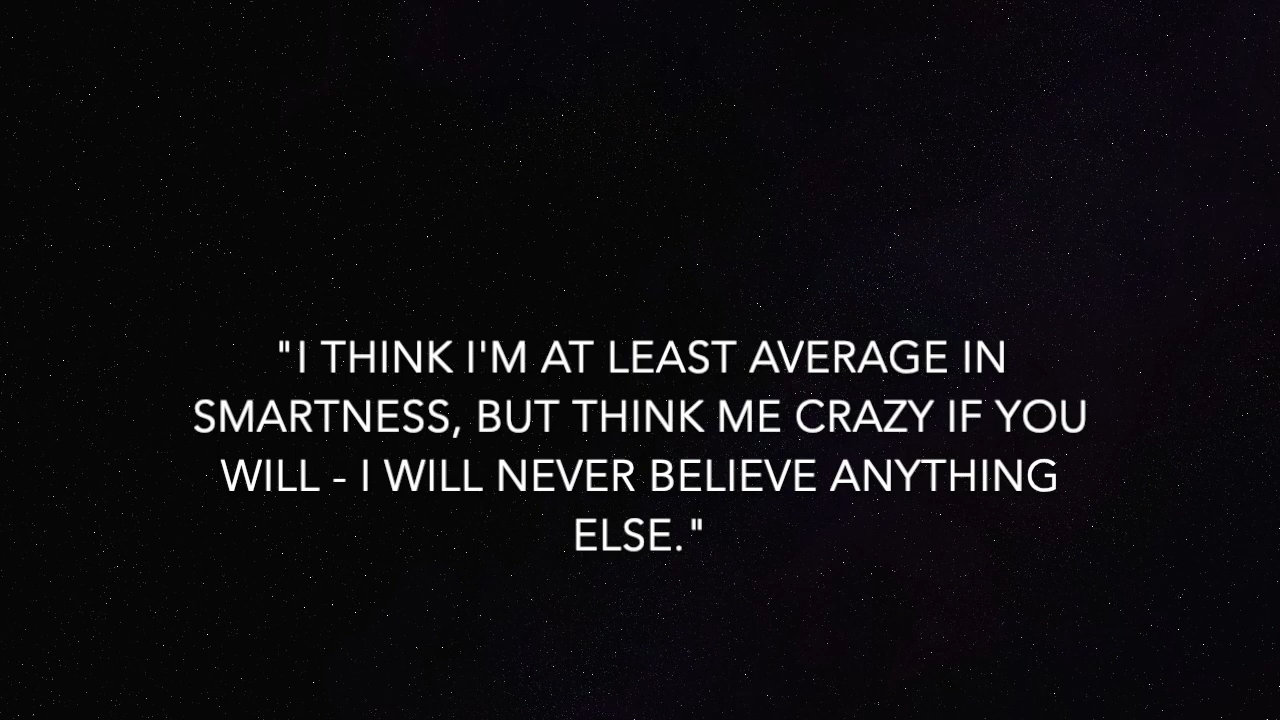 "I THINK I'M AT LEAST AVERAGE IN
SMARTNESS, BUT THINK ME CRAZY IF YOU
WILL - I WILL NEVER BELIEVE ANYTHING
ELSE."